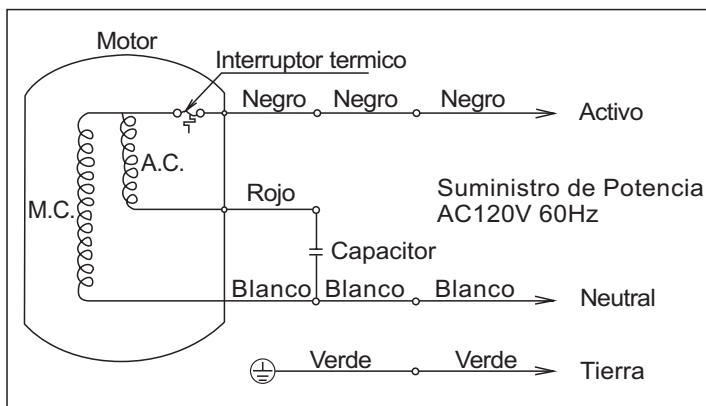 Motor
Interruptor termico
Negro Negro Negro Activo
A.C.
M.C.
Rojo
Suministro de Potencia
AC120V 60Hz
Capacitor
Blanco Blanco Blanco Neutral
Verde Verde Tierra